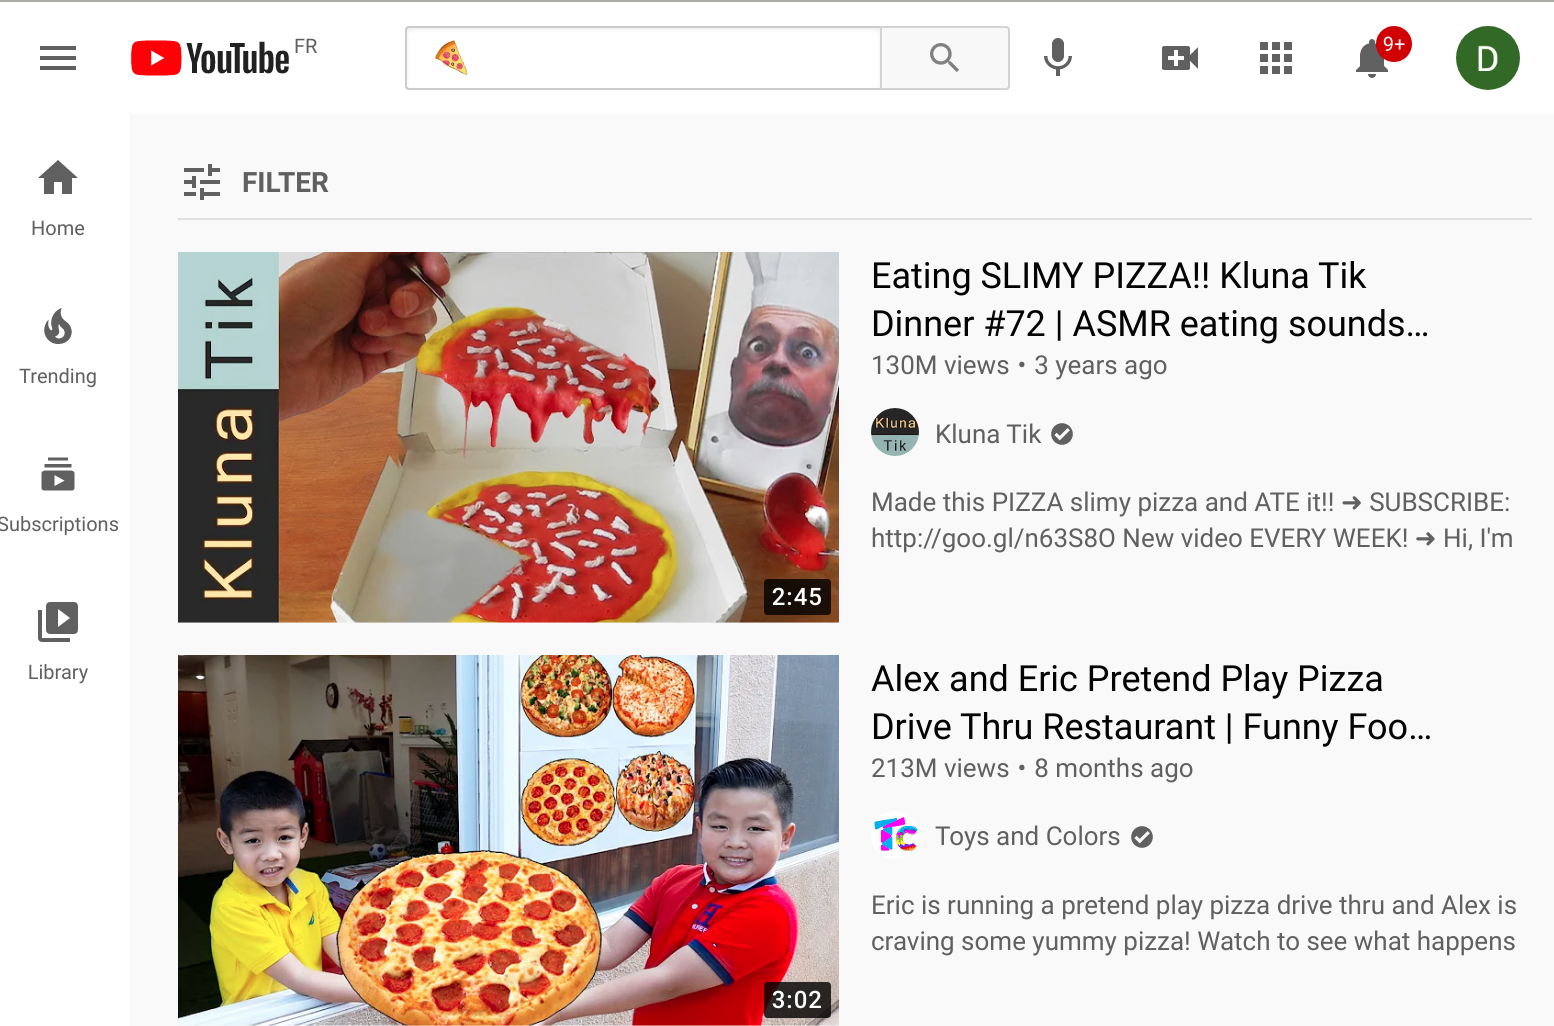 YouTube FR
🍕
9+
D
FILTER
Home
Trending
Subscriptions
Library
Kluna Tik
2:45
Eating SLIMY PIZZA!! Kluna Tik
Dinner #72 | ASMR eating sounds...
130M views • 3 years ago
Kluna
Tik
Kluna Tik
Made this PIZZA slimy pizza and ATE it!! ➜ SUBSCRIBE:
http://goo.gl/n63S8O New video EVERY WEEK! ➜ Hi, I'm
3:02
Alex and Eric Pretend Play Pizza
Drive Thru Restaurant | Funny Foo...
213M views • 8 months ago
Tc
Toys and Colors
Eric is running a pretend play pizza drive thru and Alex is
craving some yummy pizza! Watch to see what happens